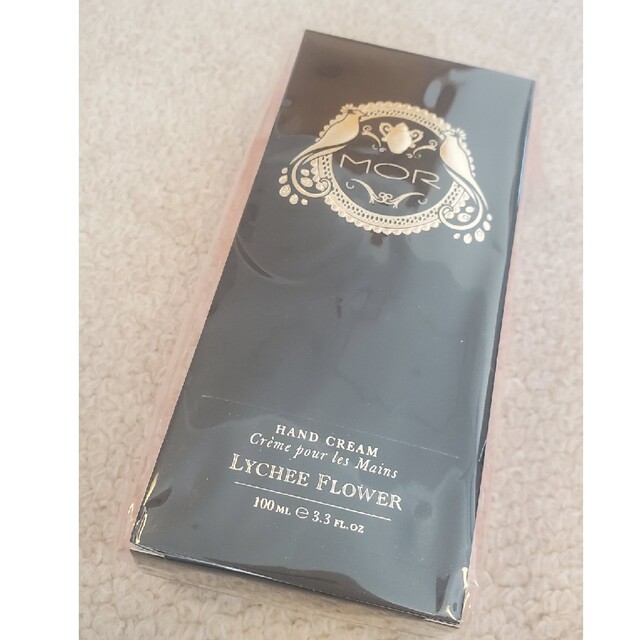 MOR
HAND CREAM
Crème pour les Mains
LYCHEE FLOWER
100 ML ℮ 3.3 FL.OZ